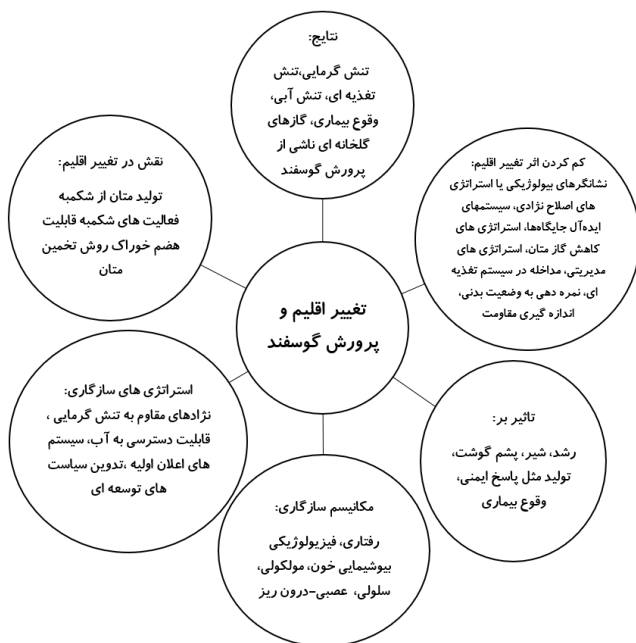 نتایج:
تنش گرمایی،تنش
تغذیه ای، تنش آبی،
وقوع بیماری، گازهای
گلخانه ای ناشی از
پرورش گوسفند
کم کردن اثر تغییر اقلیم:
نشانگرهای بیولوژیکی یا استراتژی
های اصلاح نژادی، سیستمهای
ایده‌آل جایگاه‌ها، استراتژی های
کاهش گاز متان، استراتژی های
مدیریتی، مداخله در سیستم تغذیه
ای، نمره دهی به وضعیت بدنی،
اندازه گیری مقاومت
نقش در تغییر اقلیم:
تولید متان از شکمبه
فعالیت های شکمبه قابلیت
هضم خوراک روش تخمین
متان
تغییر اقلیم و
پرورش گوسفند
تاثیر بر:
رشد، شیر، پشم گوشت،
تولید مثل پاسخ ایمنی،
وقوع بیماری
استراتژی های سازگاری:
نژادهای مقاوم به تنش گرمایی ،
قابلیت دسترسی به آب، سیستم
های اعلان اولیه ،تدوین سیاست
های توسعه ای
مکانیسم سازگاری:
رفتاری، فیزیولوژیکی
بیوشیمایی خون، مولکولی،
سلولی، عصبی-درون ریز